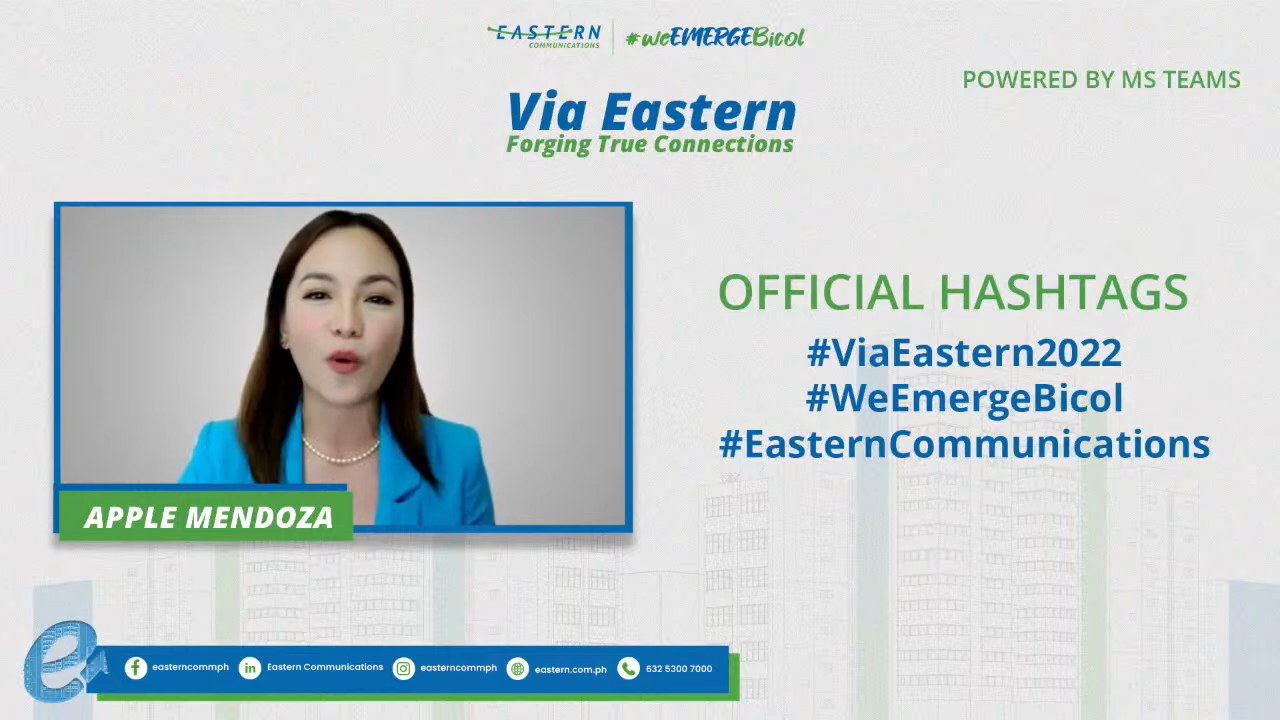 EASTERN
COMMUNICATIONS
#weEMERGEBicol
POWERED BY MS TEAMS
Via Eastern
Forging True Connections
OFFICIAL HASHTAGS
#ViaEastern2022
#WeEmergeBicol
#EasternCommunications
APPLE MENDOZA
easterncommph
Eastern Communications
easterncommph
eastern.com.ph
632 5300 7000